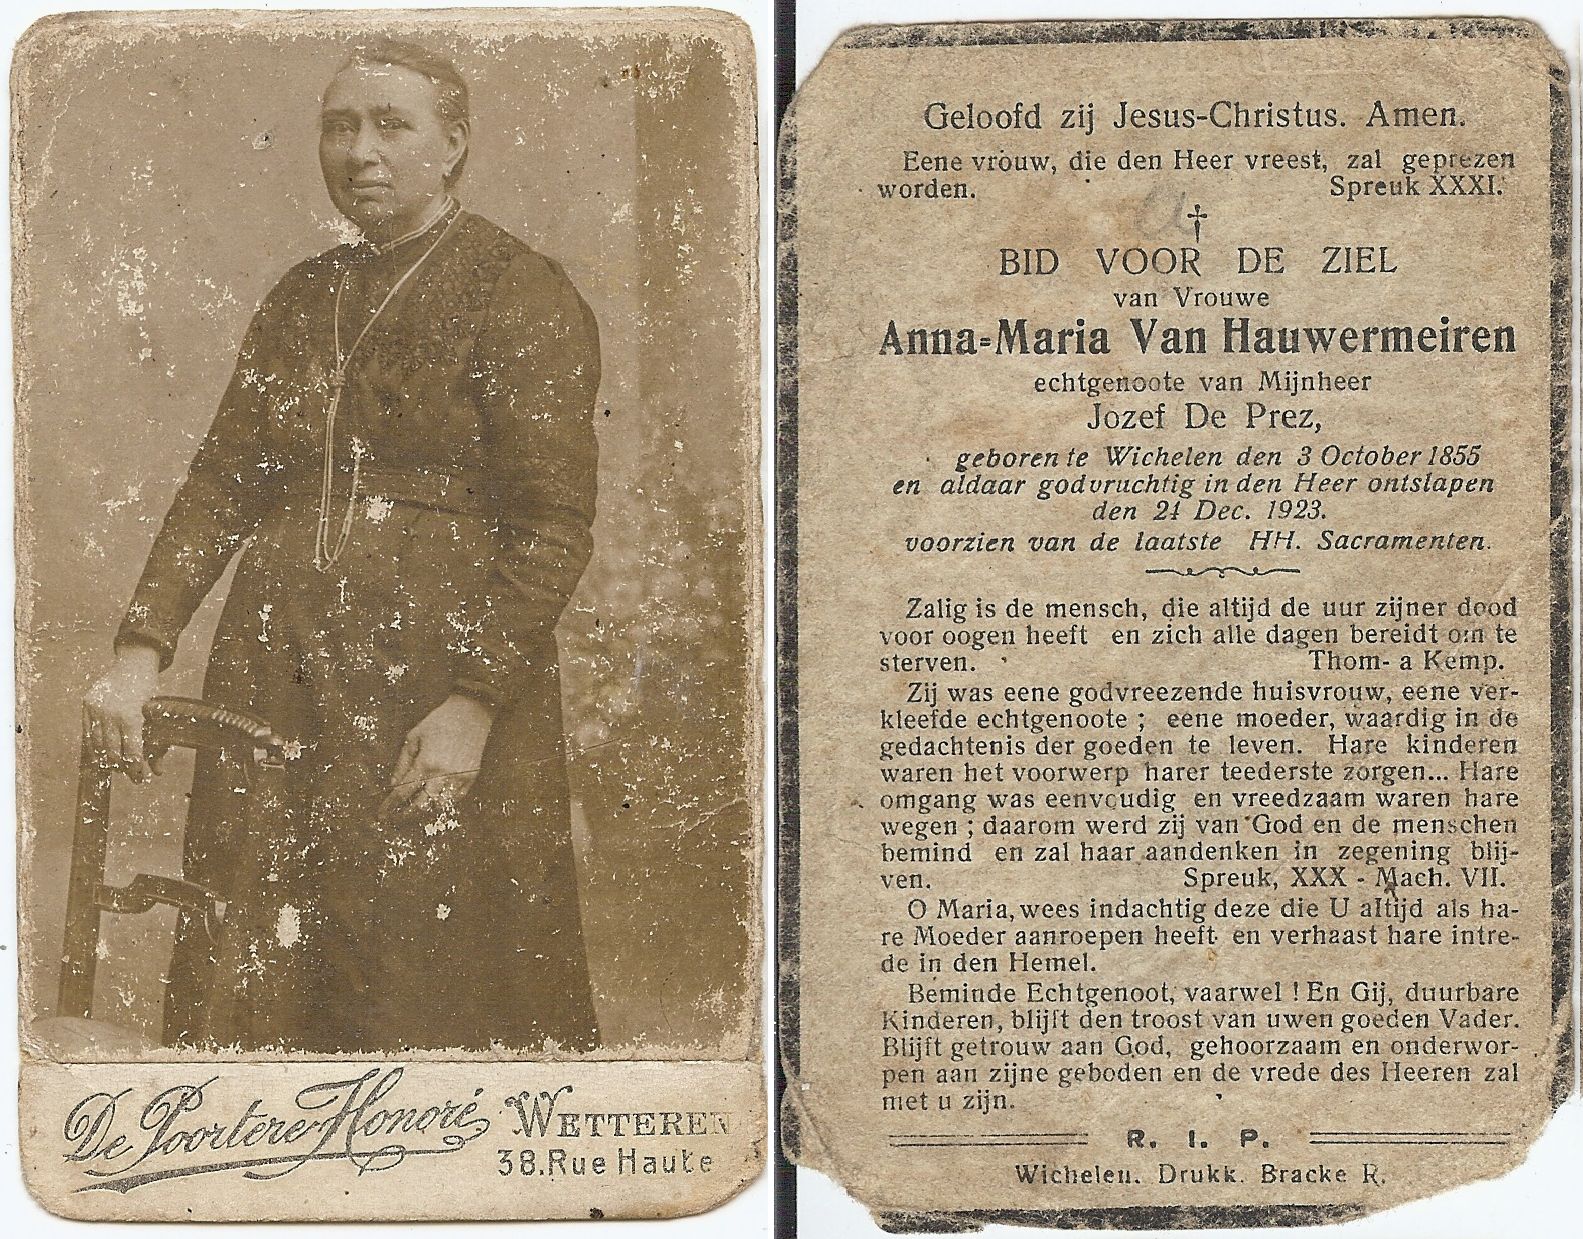 De Poortere Honoré
WETTEREN
38. Rue Haute
Geloofd zij Jesus-Christus. Amen.
Eene vrouw, die den Heer vreest, zal geprezen
worden. Spreuk XXXI.
†
BID VOOR DE ZIEL
van Vrouwe
Anna-Maria Van Hauwermeiren
echtgenoote van Mijnheer
Jozef De Prez,
geboren te Wichelen den 3 October 1855
en aldaar godvruchtig in den Heer ontslapen
den 21 Dec. 1923.
voorzien van de laatste HH. Sacramenten.
Zalig is de mensch, die altijd de uur zijner dood
voor oogen heeft en zich alle dagen bereidt om te
sterven. Thom- a Kemp.
Zij was eene godvreezende huisvrouw, eene ver-
kleefde echtgenoote ; eene moeder, waardig in de
gedachtenis der goeden te leven. Hare kinderen
waren het voorwerp harer teederste zorgen... Hare
omgang was eenvoudig en vreedzaam waren hare
wegen ; daarom werd zij van God en de menschen
bemind en zal haar aandenken in zegening blij-
ven. Spreuk, XXX - Mach. VII.
O Maria, wees indachtig deze die U altijd als ha-
re Moeder aanroepen heeft en verhaast hare intre-
de in den Hemel.
Beminde Echtgenoot, vaarwel ! En Gij, duurbare
Kinderen, blijft den troost van uwen goeden Vader.
Blijft getrouw aan God, gehoorzaam en onderwor-
pen aan zijne geboden en de vrede des Heeren zal
met u zijn.
R. I. P.
Wichelen. Drukk. Bracke R.